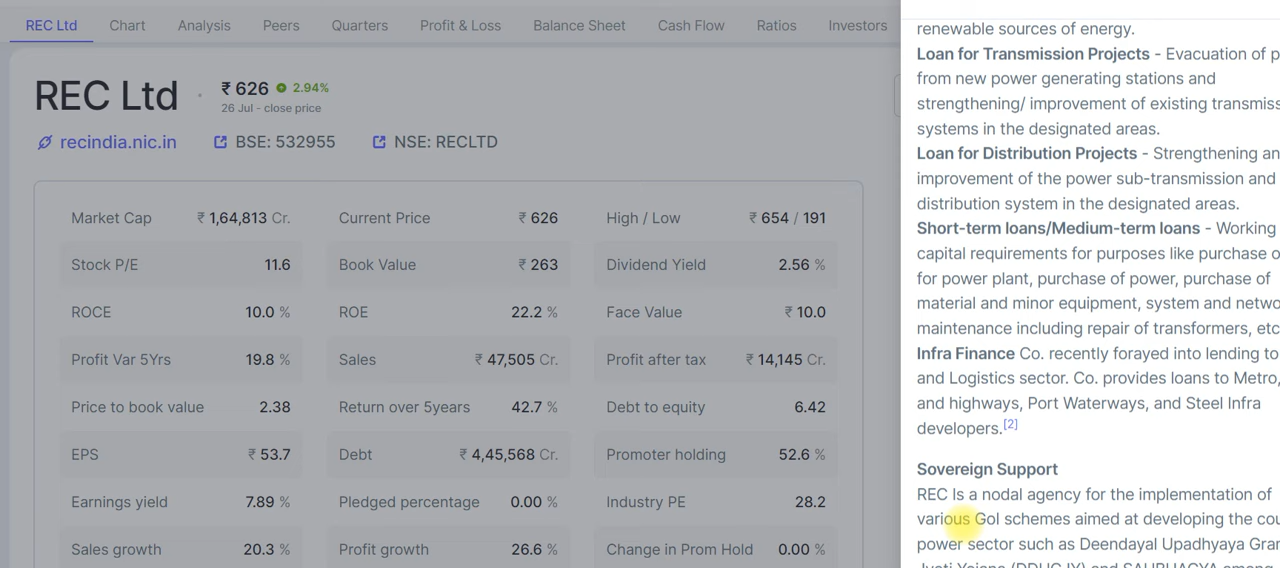 REC Ltd Chart Analysis Peers Quarters Profit & Loss Balance Sheet Cash Flow Ratios Investors
REC Ltd · ₹ 626 2.94%
26 Jul - close price
recindia.nic.in BSE: 532955 NSE: RECLTD
Market Cap ₹ 1,64,813 Cr. Current Price ₹ 626 High / Low ₹ 654 / 191
Stock P/E 11.6 Book Value ₹ 263 Dividend Yield 2.56 %
ROCE 10.0 % ROE 22.2 % Face Value ₹ 10.0
Profit Var 5Yrs 19.8 % Sales ₹ 47,505 Cr. Profit after tax ₹ 14,145 Cr.
Price to book value 2.38 Return over 5years 42.7 % Debt to equity 6.42
EPS ₹ 53.7 Debt ₹ 4,45,568 Cr. Promoter holding 52.6 %
Earnings yield 7.89 % Pledged percentage 0.00 % Industry PE 28.2
Sales growth 20.3 % Profit growth 26.6 % Change in Prom Hold 0.00 %
renewable sources of energy.
Loan for Transmission Projects - Evacuation of p
from new power generating stations and
strengthening/ improvement of existing transmiss
systems in the designated areas.
Loan for Distribution Projects - Strengthening an
improvement of the power sub-transmission and
distribution system in the designated areas.
Short-term loans/Medium-term loans - Working
capital requirements for purposes like purchase o
for power plant, purchase of power, purchase of
material and minor equipment, system and netwo
maintenance including repair of transformers, etc
Infra Finance Co. recently forayed into lending to
and Logistics sector. Co. provides loans to Metro,
and highways, Port Waterways, and Steel Infra
developers.[2]
Sovereign Support
REC Is a nodal agency for the implementation of
various GoI schemes aimed at developing the cou
power sector such as Deendayal Upadhyaya Gra